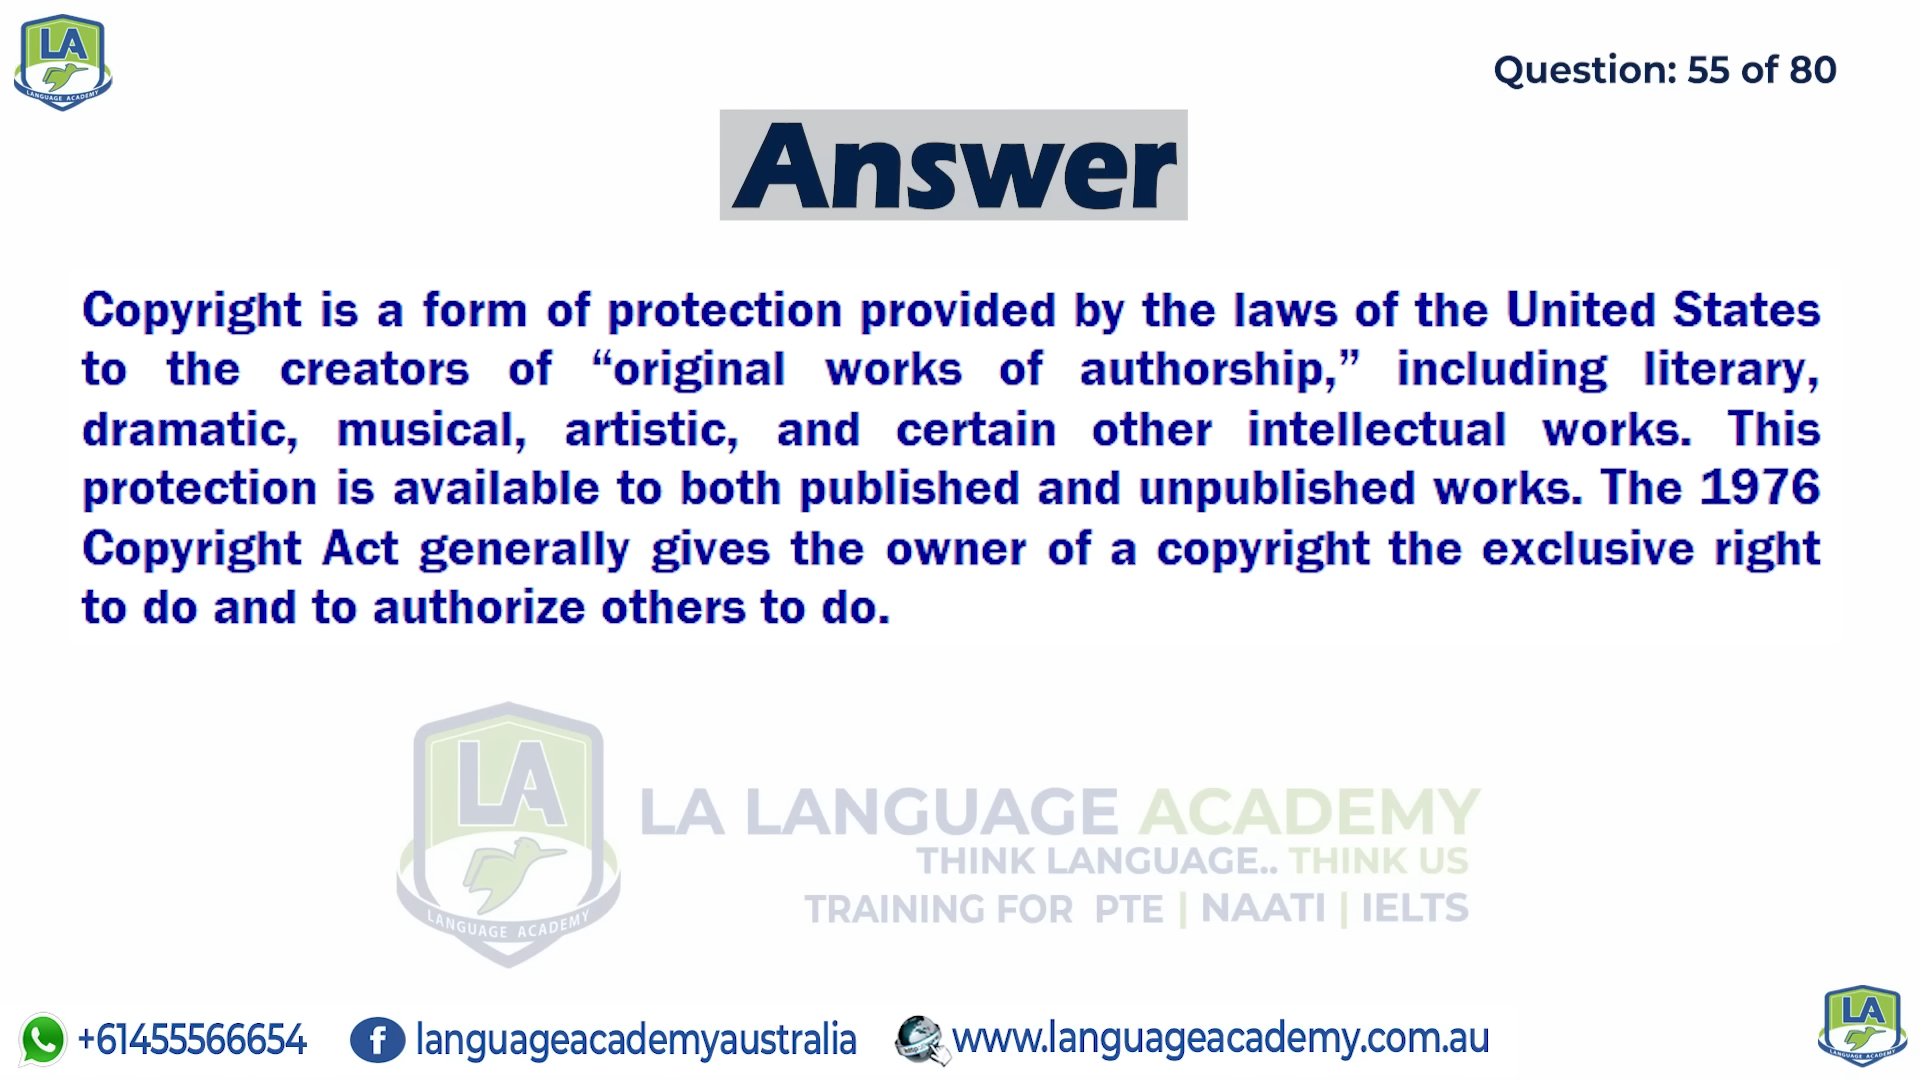 LA
LANGUAGE ACADEMY
Question: 55 of 80
Answer
Copyright is a form of protection provided by the laws of the United States
to the creators of “original works of authorship,” including literary,
dramatic, musical, artistic, and certain other intellectual works. This
protection is available to both published and unpublished works. The 1976
Copyright Act generally gives the owner of a copyright the exclusive right
to do and to authorize others to do.
LA
LANGUAGE ACADEMY
LA LANGUAGE ACADEMY
THINK LANGUAGE.. THINK US
TRAINING FOR PTE | NAATI | IELTS
+61455566654
f languageacademyaustralia
http www.languageacademy.com.au
LA
LANGUAGE ACADEMY